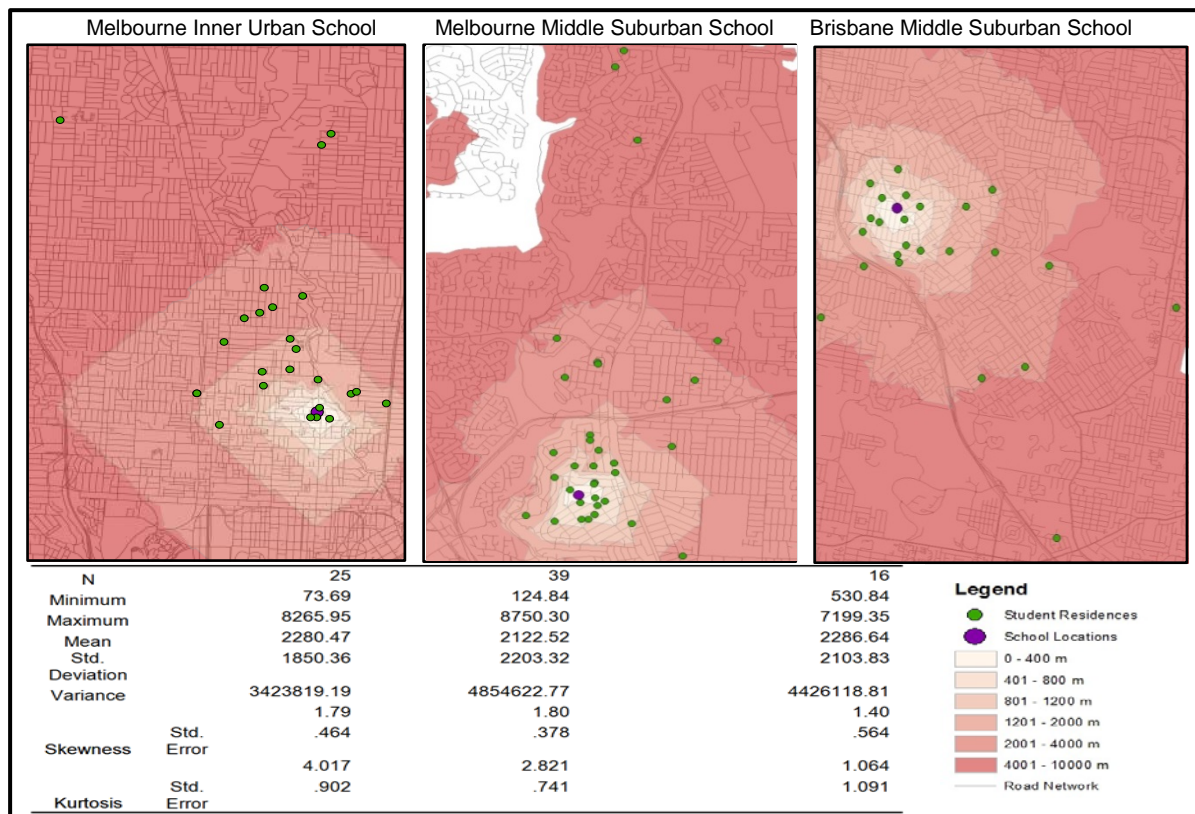 Melbourne Inner Urban School
Melbourne Middle Suburban School
Brisbane Middle Suburban School
N 25 39 16
Minimum 73.69 124.84 530.84
Maximum 8265.95 8750.30 7199.35
Mean 2280.47 2122.52 2286.64
Std. 1850.36 2203.32 2103.83
Deviation
Variance 3423819.19 4854622.77 4426118.81
1.79 1.80 1.40
Std. .464 .378 .564
Skewness Error
4.017 2.821 1.064
Std. .902 .741 1.091
Kurtosis Error
Legend
Student Residences
School Locations
0 - 400 m
401 - 800 m
801 - 1200 m
1201 - 2000 m
2001 - 4000 m
4001 - 10000 m
Road Network